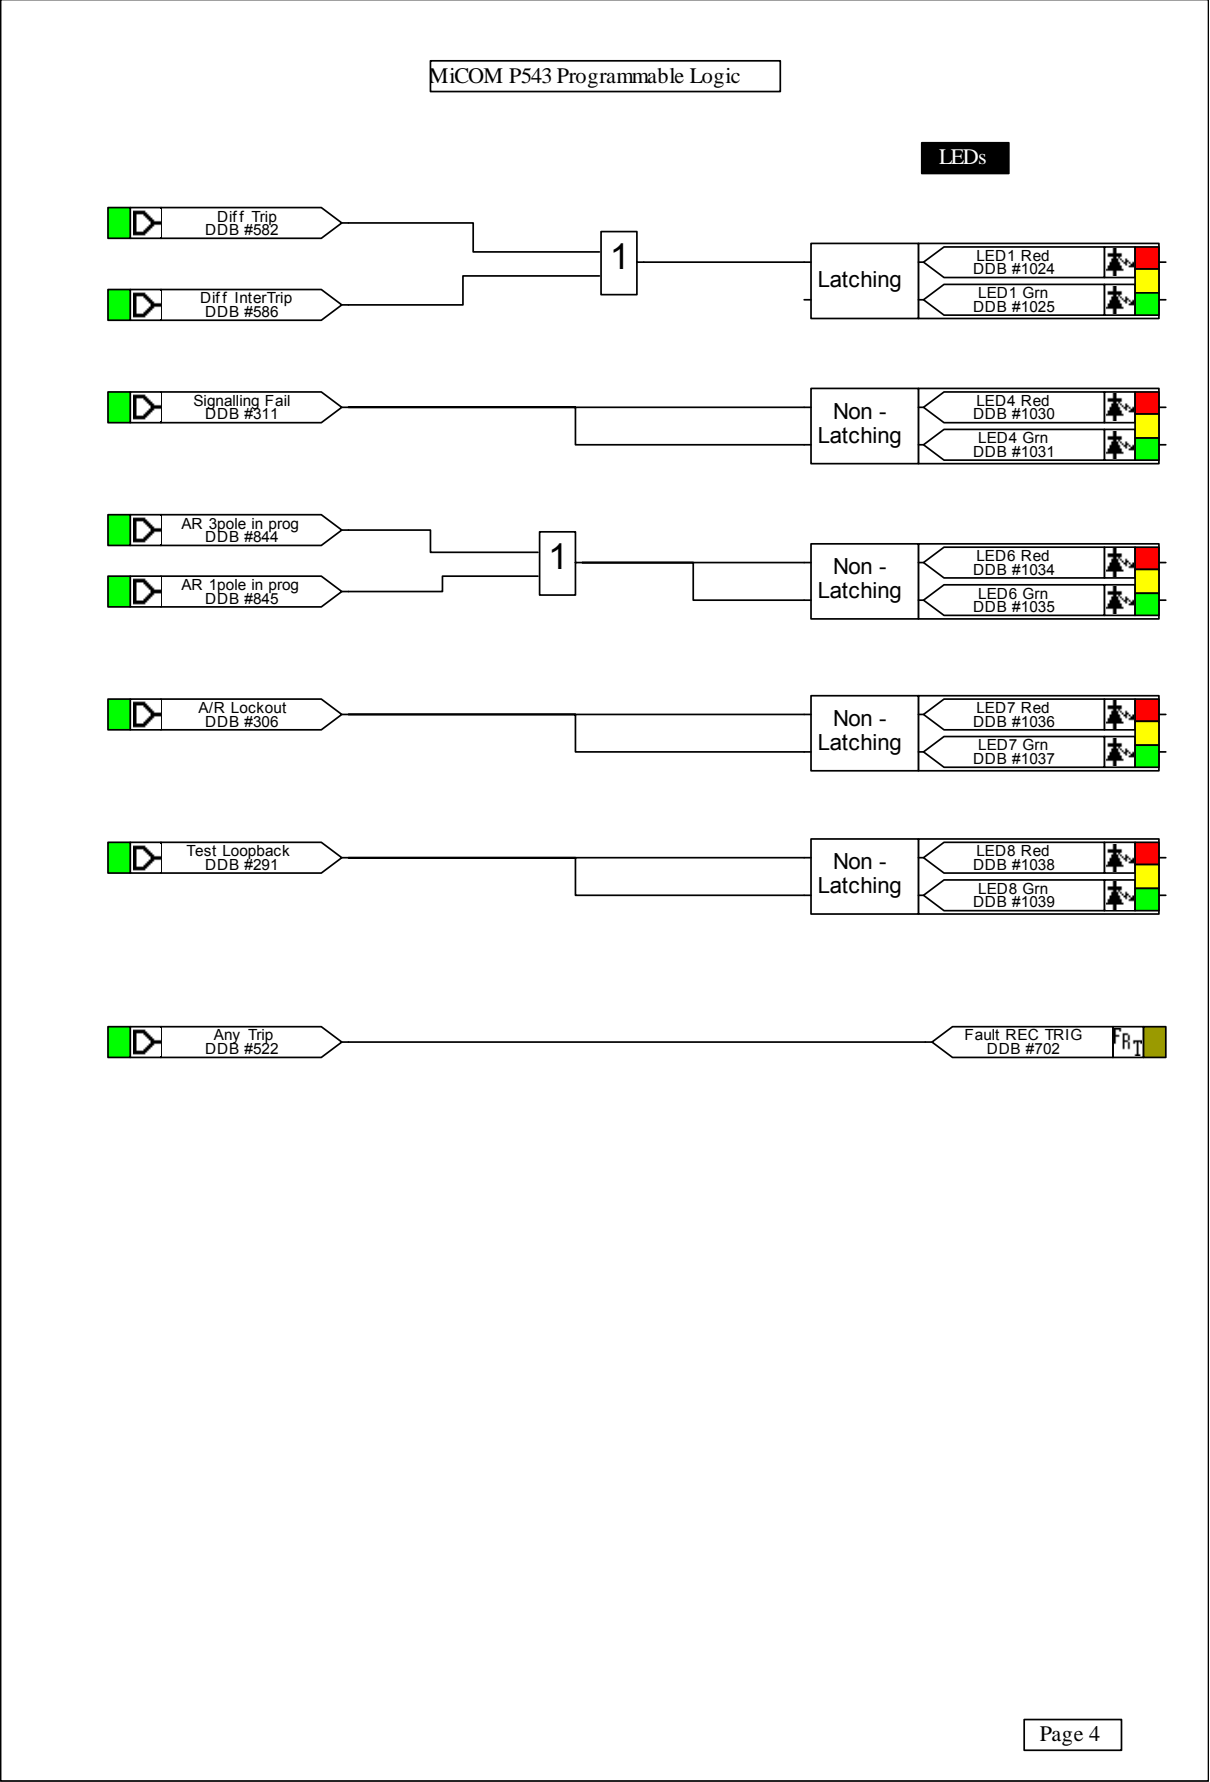 MiCOM P543 Programmable Logic
LEDs
Diff Trip
DDB #582
1
Diff InterTrip
DDB #586
Latching
LED1 Red
DDB #1024
LED1 Grn
DDB #1025
Signalling Fail
DDB #311
Non -
Latching
LED4 Red
DDB #1030
LED4 Grn
DDB #1031
AR 3pole in prog
DDB #844
AR 1pole in prog
DDB #845
1
Non -
Latching
LED6 Red
DDB #1034
LED6 Grn
DDB #1035
A/R Lockout
DDB #306
Non -
Latching
LED7 Red
DDB #1036
LED7 Grn
DDB #1037
Test Loopback
DDB #291
Non -
Latching
LED8 Red
DDB #1038
LED8 Grn
DDB #1039
Any Trip
DDB #522
Fault REC TRIG
DDB #702
FRT
Page 4